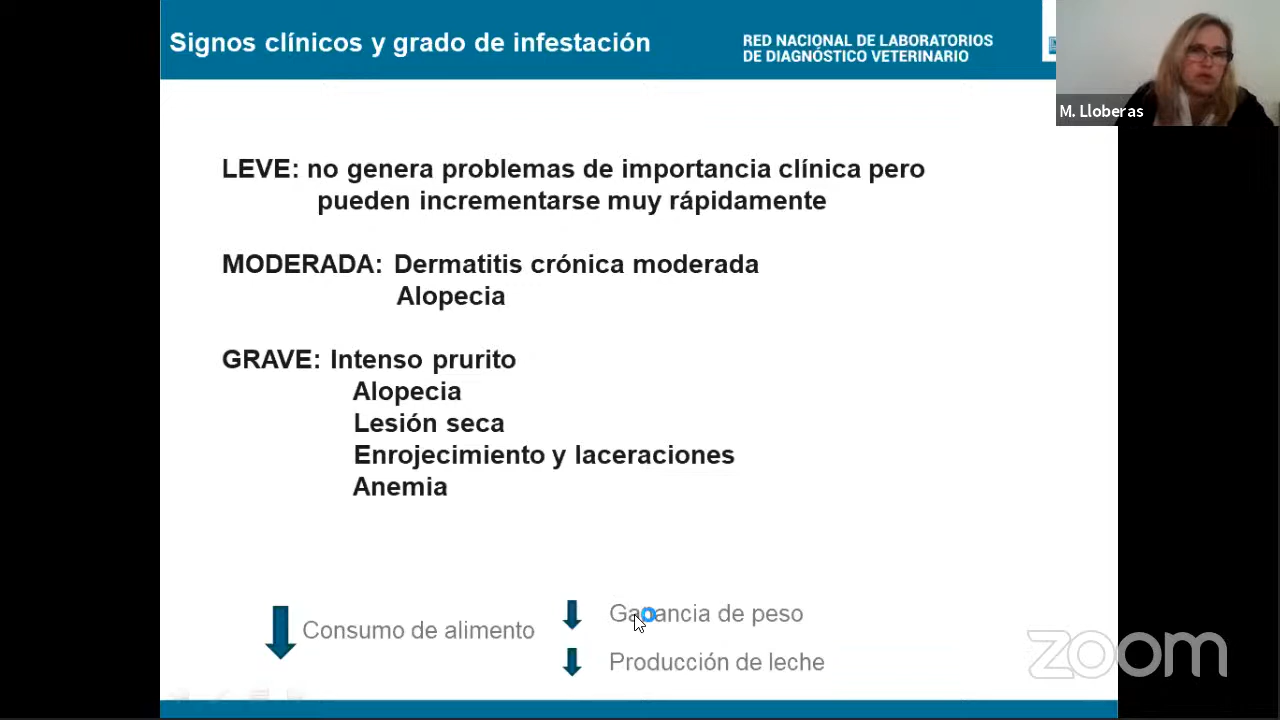 Signos clínicos y grado de infestación
RED NACIONAL DE LABORATORIOS
DE DIAGNÓSTICO VETERINARIO
M. Lloberas
LEVE: no genera problemas de importancia clínica pero
pueden incrementarse muy rápidamente
MODERADA: Dermatitis crónica moderada
Alopecia
GRAVE: Intenso prurito
Alopecia
Lesión seca
Enrojecimiento y laceraciones
Anemia
Consumo de alimento
Ganancia de peso
Producción de leche
zoom